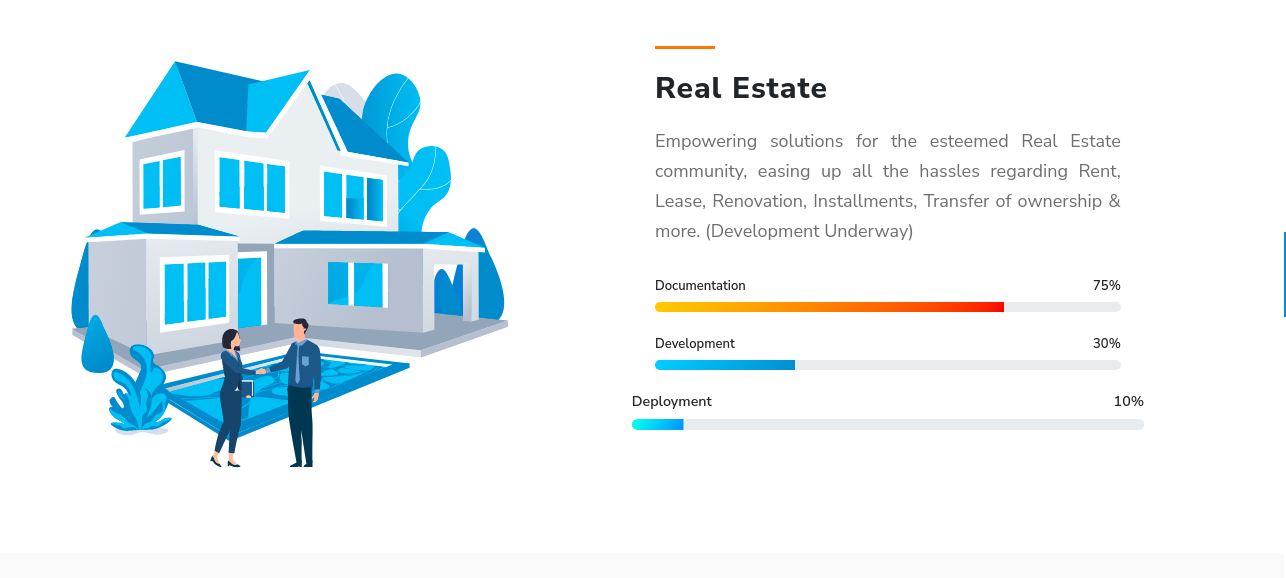 Real Estate
Empowering solutions for the esteemed Real Estate
community, easing up all the hassles regarding Rent,
Lease, Renovation, Installments, Transfer of ownership &
more. (Development Underway)
Documentation 75%
Development 30%
Deployment 10%